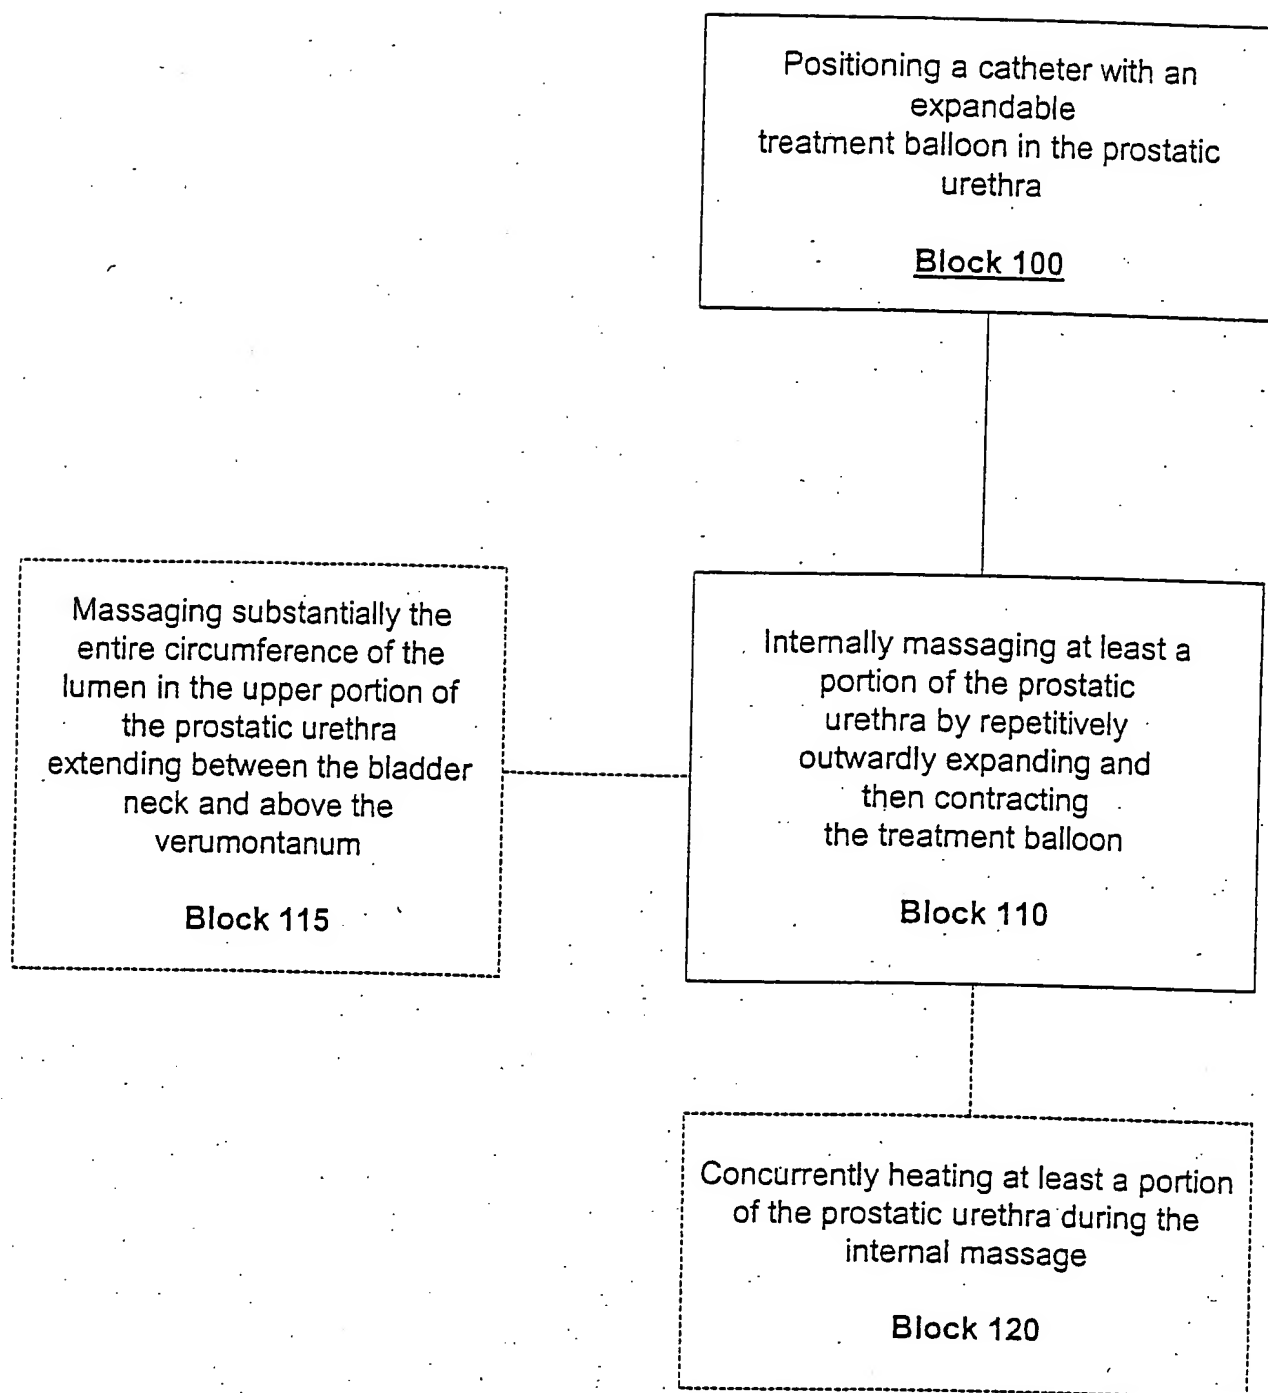 Positioning a catheter with an
expandable
treatment balloon in the prostatic
urethra
Block 100
Massaging substantially the
entire circumference of the
lumen in the upper portion of
the prostatic urethra
extending between the bladder
neck and above the
verumontanum
Block 115
Internally massaging at least a
portion of the prostatic
urethra by repetitively
outwardly expanding and
then contracting
the treatment balloon
Block 110
Concurrently heating at least a portion
of the prostatic urethra during the
internal massage
Block 120